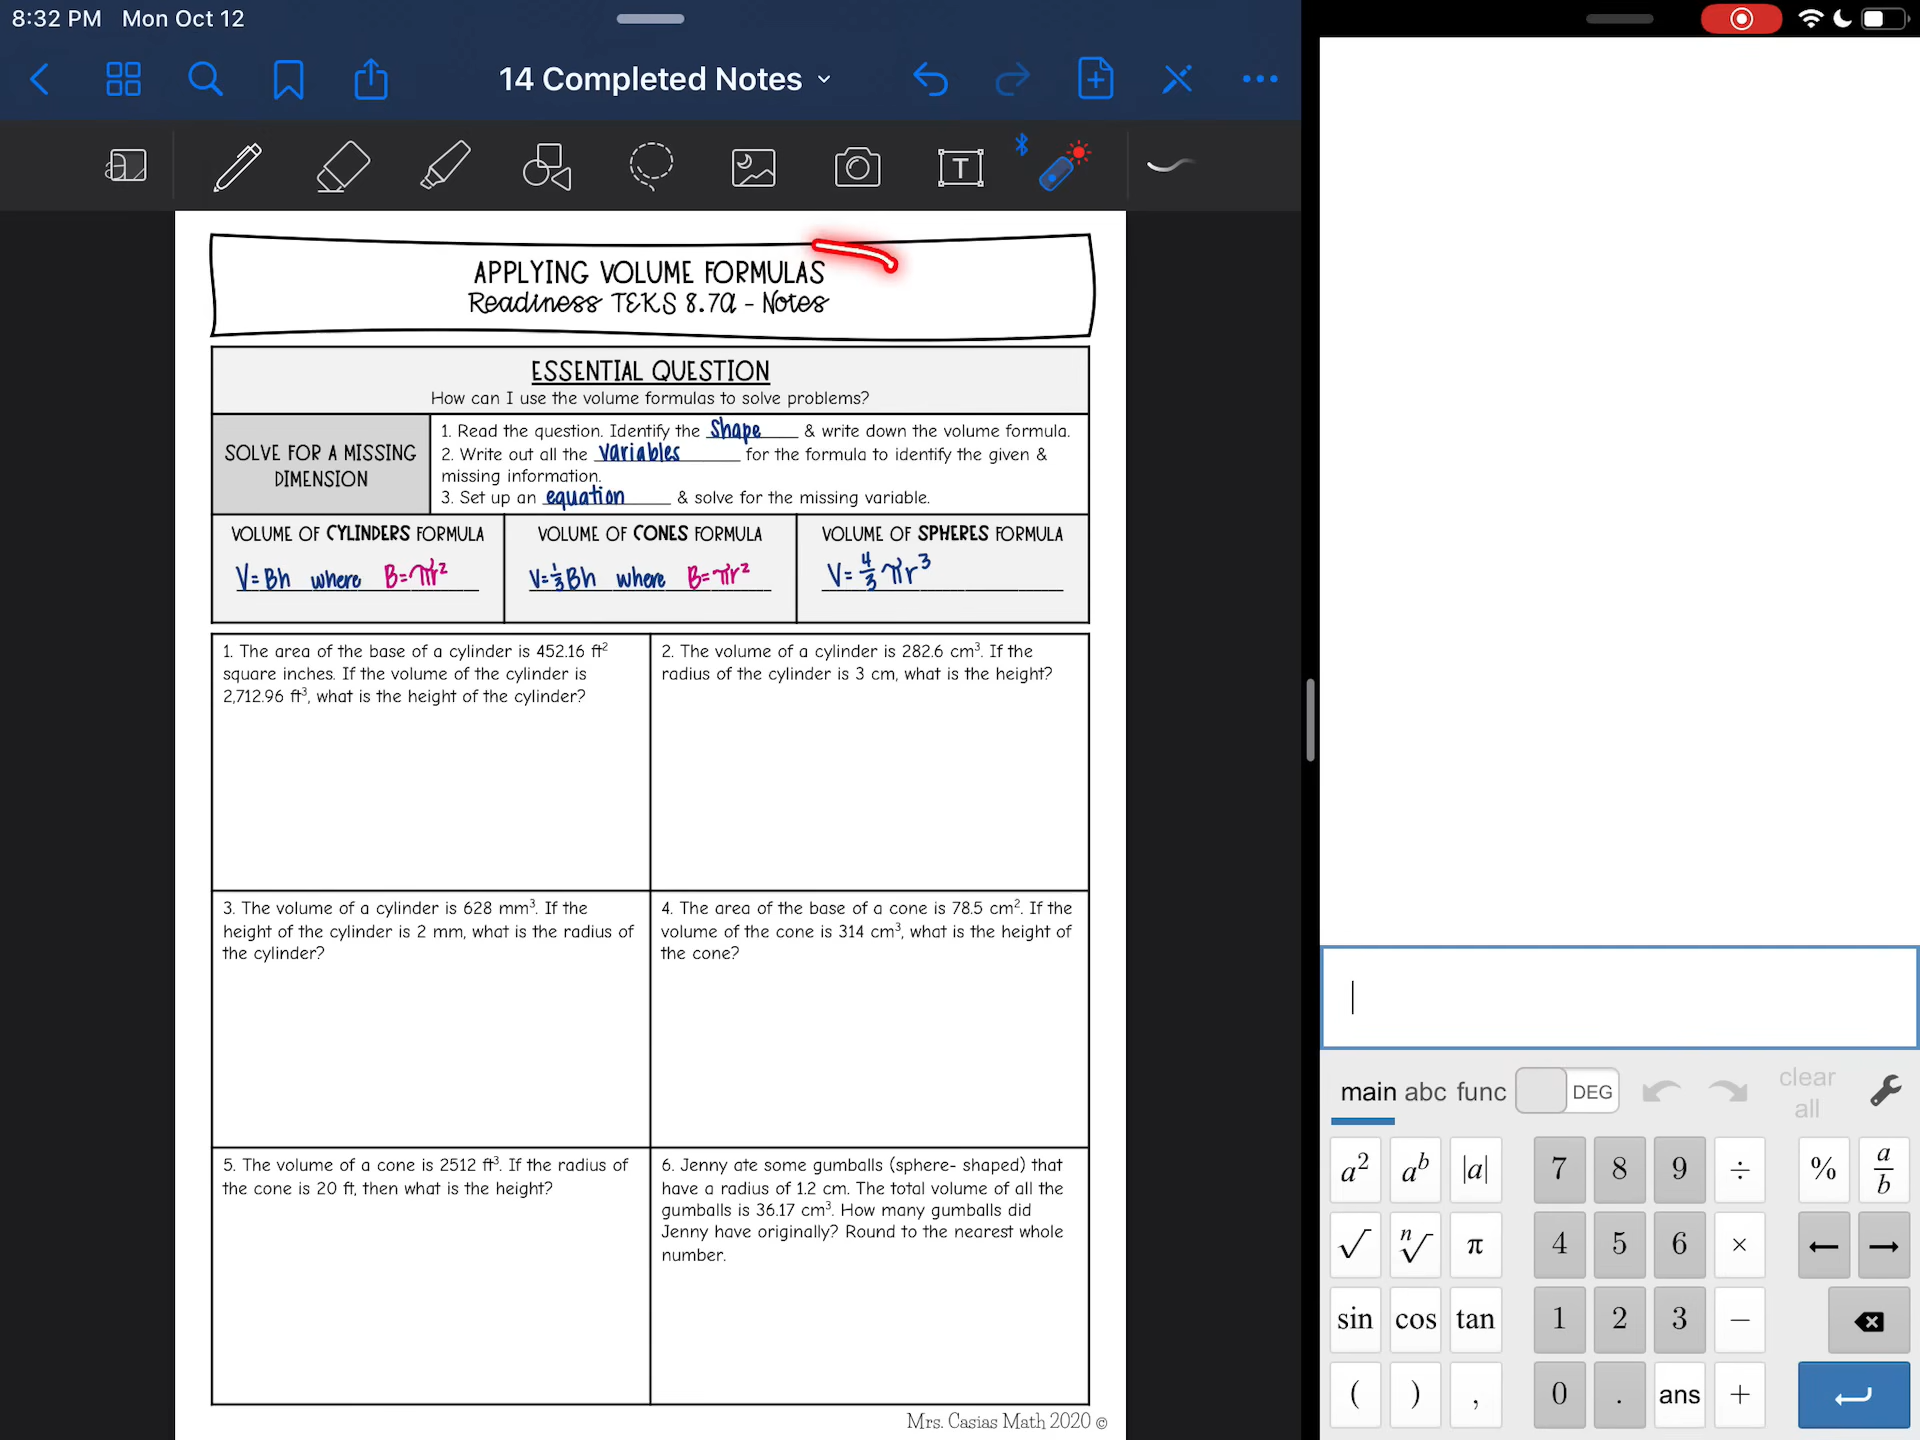 8:32 PM Mon Oct 12
14 Completed Notes
T
APPLYING VOLUME FORMULAS
Readiness TEKS 8.7a - Notes
ESSENTIAL QUESTION
How can I use the volume formulas to solve problems?
SOLVE FOR A MISSING
DIMENSION
1. Read the question. Identify the shape & write down the volume formula.
2. Write out all the variables for the formula to identify the given &
missing information.
3. Set up an equation & solve for the missing variable.
VOLUME OF CYLINDERS FORMULA
V=Bh where B=πr²
VOLUME OF CONES FORMULA
V=⅓Bh where B=πr²
VOLUME OF SPHERES FORMULA
V=4/3πr³
1. The area of the base of a cylinder is 452.16 ft²
square inches. If the volume of the cylinder is
2,712.96 ft³, what is the height of the cylinder?
2. The volume of a cylinder is 282.6 cm³. If the
radius of the cylinder is 3 cm, what is the height?
3. The volume of a cylinder is 628 mm³. If the
height of the cylinder is 2 mm, what is the radius of
the cylinder?
4. The area of the base of a cone is 78.5 cm². If the
volume of the cone is 314 cm³, what is the height of
the cone?
5. The volume of a cone is 2512 ft³. If the radius of
the cone is 20 ft, then what is the height?
6. Jenny ate some gumballs (sphere- shaped) that
have a radius of 1.2 cm. The total volume of all the
gumballs is 36.17 cm³. How many gumballs did
Jenny have originally? Round to the nearest whole
number.
Mrs. Casias Math 2020 ©
main abc func DEG clear all
a² aᵇ |a| 7 8 9 ÷ % a/b
√ ⁿ√ π 4 5 6 × ← →
sin cos tan 1 2 3 −
( ) , 0 . ans +